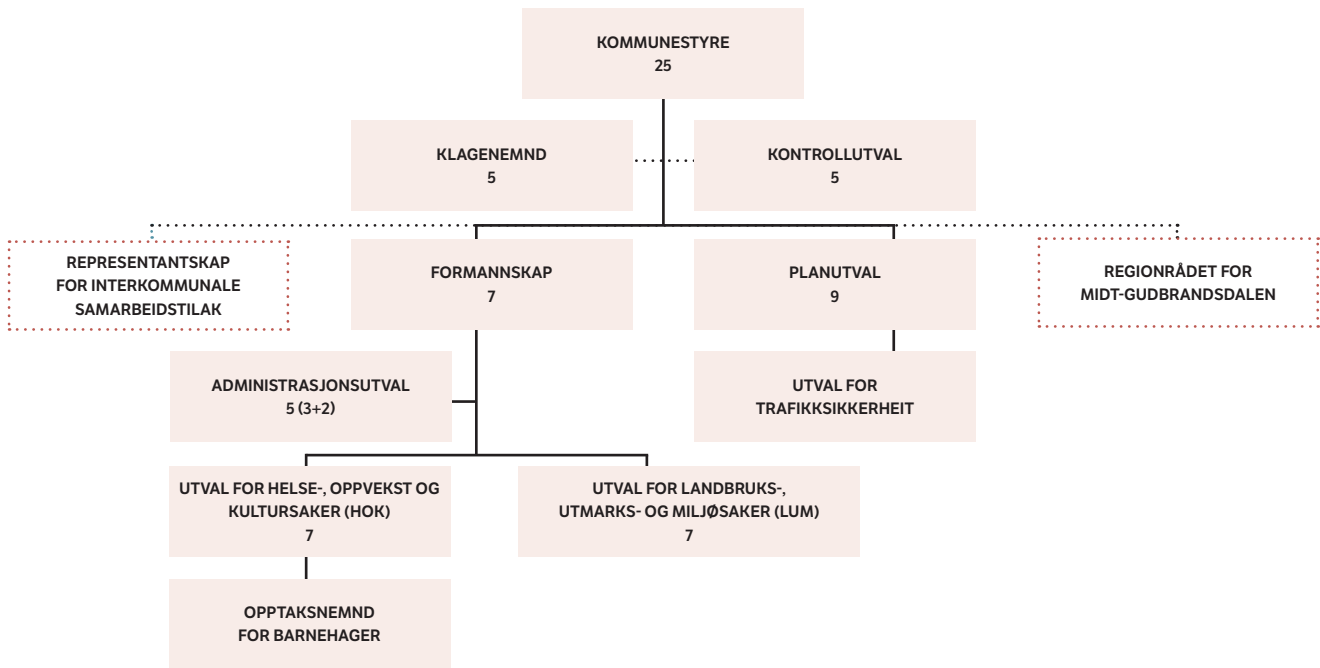 KOMMUNESTYRE
25
KLAGENEMND
5
KONTROLLUTVAL
5
REPRESENTANTSKAP
FOR INTERKOMMUNALE
SAMARBEIDSTILAK
FORMANNSKAP
7
PLANUTVAL
9
REGIONRÅDET FOR
MIDT-GUDBRANDSDALEN
ADMINISTRASJONSUTVAL
5 (3+2)
UTVAL FOR
TRAFIKKSIKKERHEIT
UTVAL FOR HELSE-, OPPVEKST OG
KULTURSAKER (HOK)
7
UTVAL FOR LANDBRUKS-,
UTMARKS- OG MILJØSAKER (LUM)
7
OPPTAKSNEMND
FOR BARNEHAGER